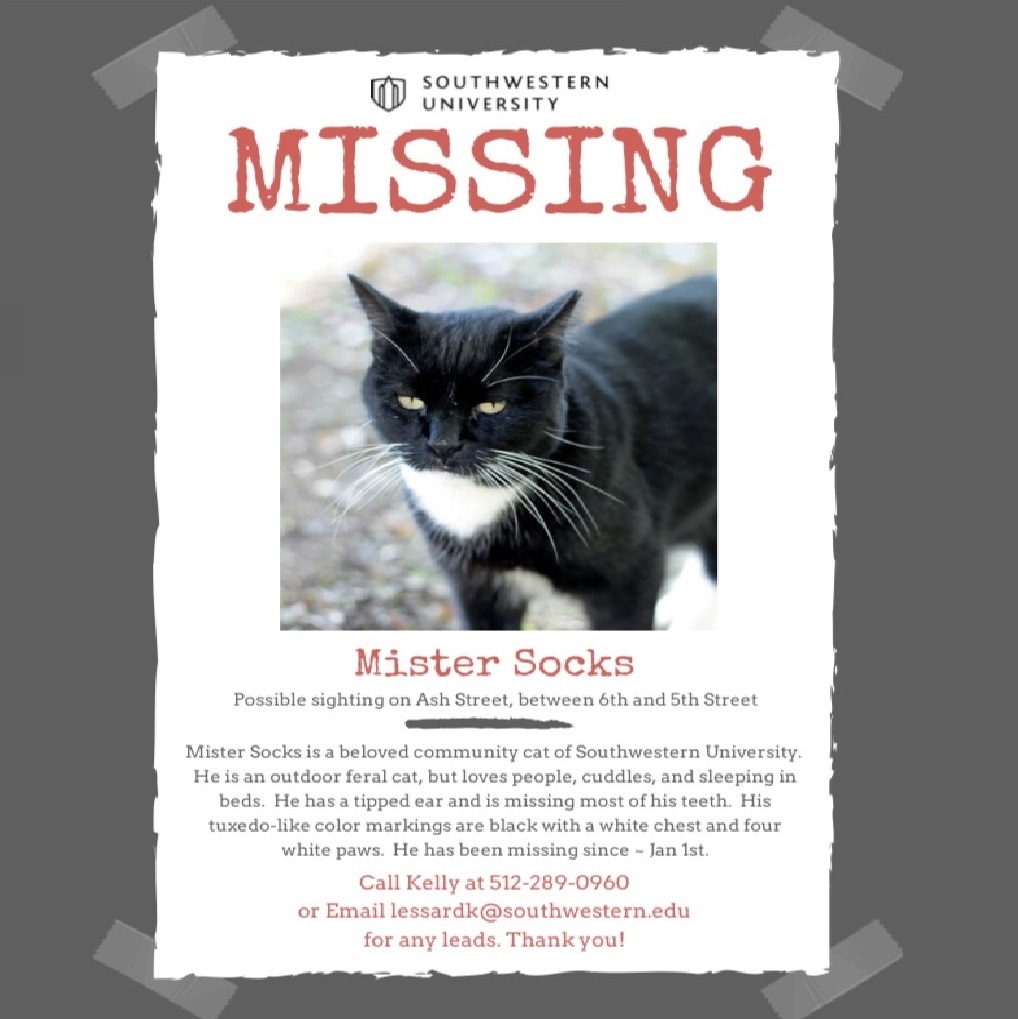 SOUTHWESTERN
UNIVERSITY
MISSING
Mister Socks
Possible sighting on Ash Street, between 6th and 5th Street
Mister Socks is a beloved community cat of Southwestern University.
He is an outdoor feral cat, but loves people, cuddles, and sleeping in
beds. He has a tipped ear and is missing most of his teeth. His
tuxedo-like color markings are black with a white chest and four
white paws. He has been missing since ~ Jan 1st.
Call Kelly at 512-289-0960
or Email lessardk@southwestern.edu
for any leads. Thank you!